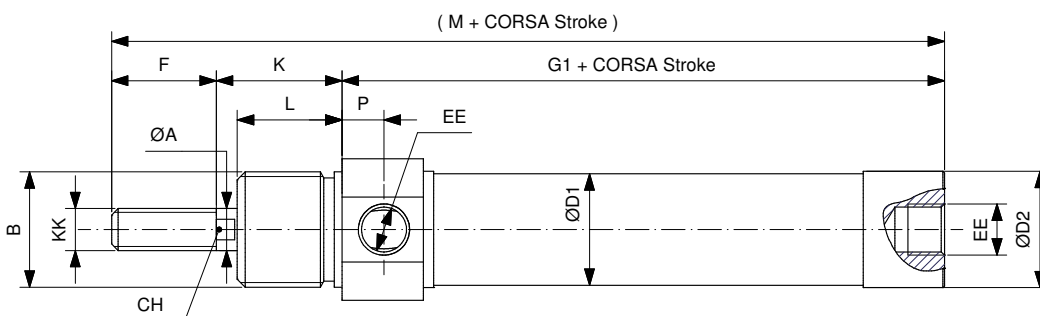 ( M + CORSA Stroke )
F
K
G1 + CORSA Stroke
L
P
EE
ØA
B
KK
ØD1
EE
ØD2
CH